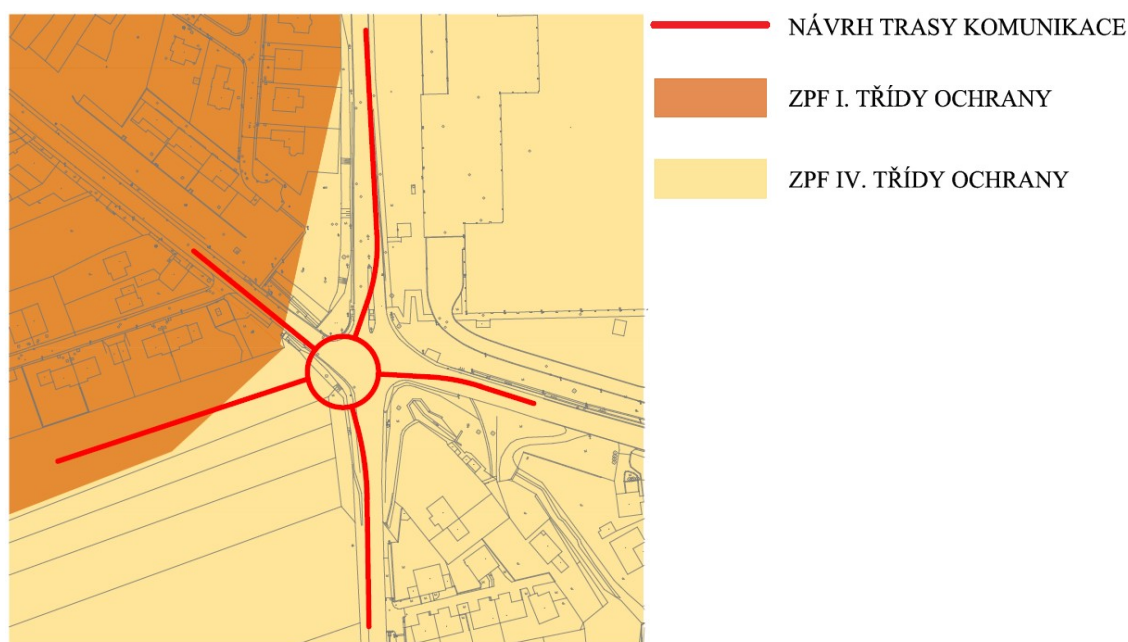 NÁVRH TRASY KOMUNIKACE
ZPF I. TŘÍDY OCHRANY
ZPF IV. TŘÍDY OCHRANY